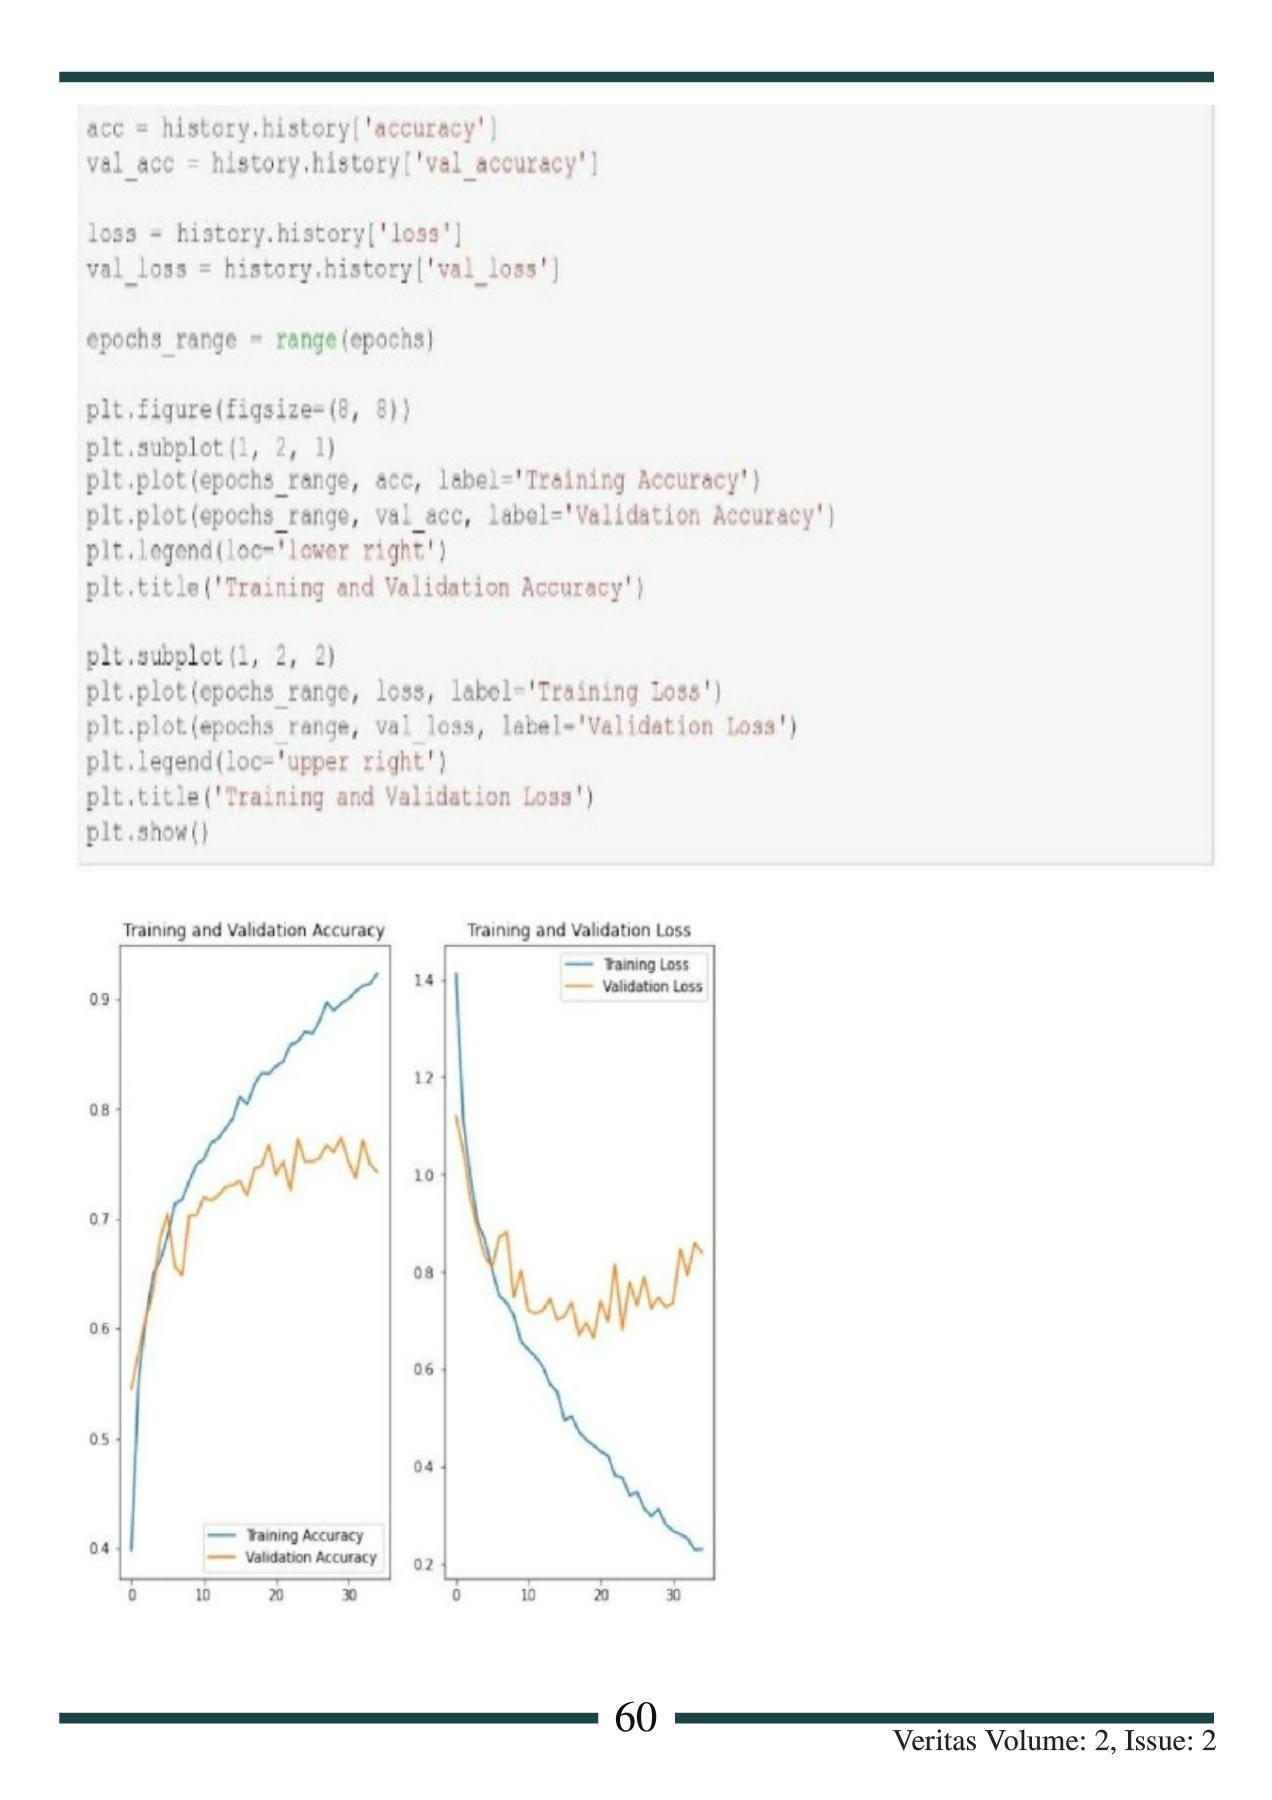 acc = history.history['accuracy']
val_acc = history.history['val_accuracy']
loss = history.history['loss']
val_loss = history.history['val_loss']
epochs_range = range(epochs)
plt.figure(figsize=(8, 8))
plt.subplot(1, 2, 1)
plt.plot(epochs_range, acc, label='Training Accuracy')
plt.plot(epochs_range, val_acc, label='Validation Accuracy')
plt.legend(loc='lower right')
plt.title('Training and Validation Accuracy')
plt.subplot(1, 2, 2)
plt.plot(epochs_range, loss, label='Training Loss')
plt.plot(epochs_range, val_loss, label='Validation Loss')
plt.legend(loc='upper right')
plt.title('Training and Validation Loss')
plt.show()
Training and Validation Accuracy
0.9
0.8
0.7
0.6
0.5
0.4
Training Accuracy
Validation Accuracy
0 10 20 30
Training and Validation Loss
Training Loss
Validation Loss
1.4
1.2
1.0
0.8
0.6
0.4
0.2
0 10 20 30
60
Veritas Volume: 2, Issue: 2